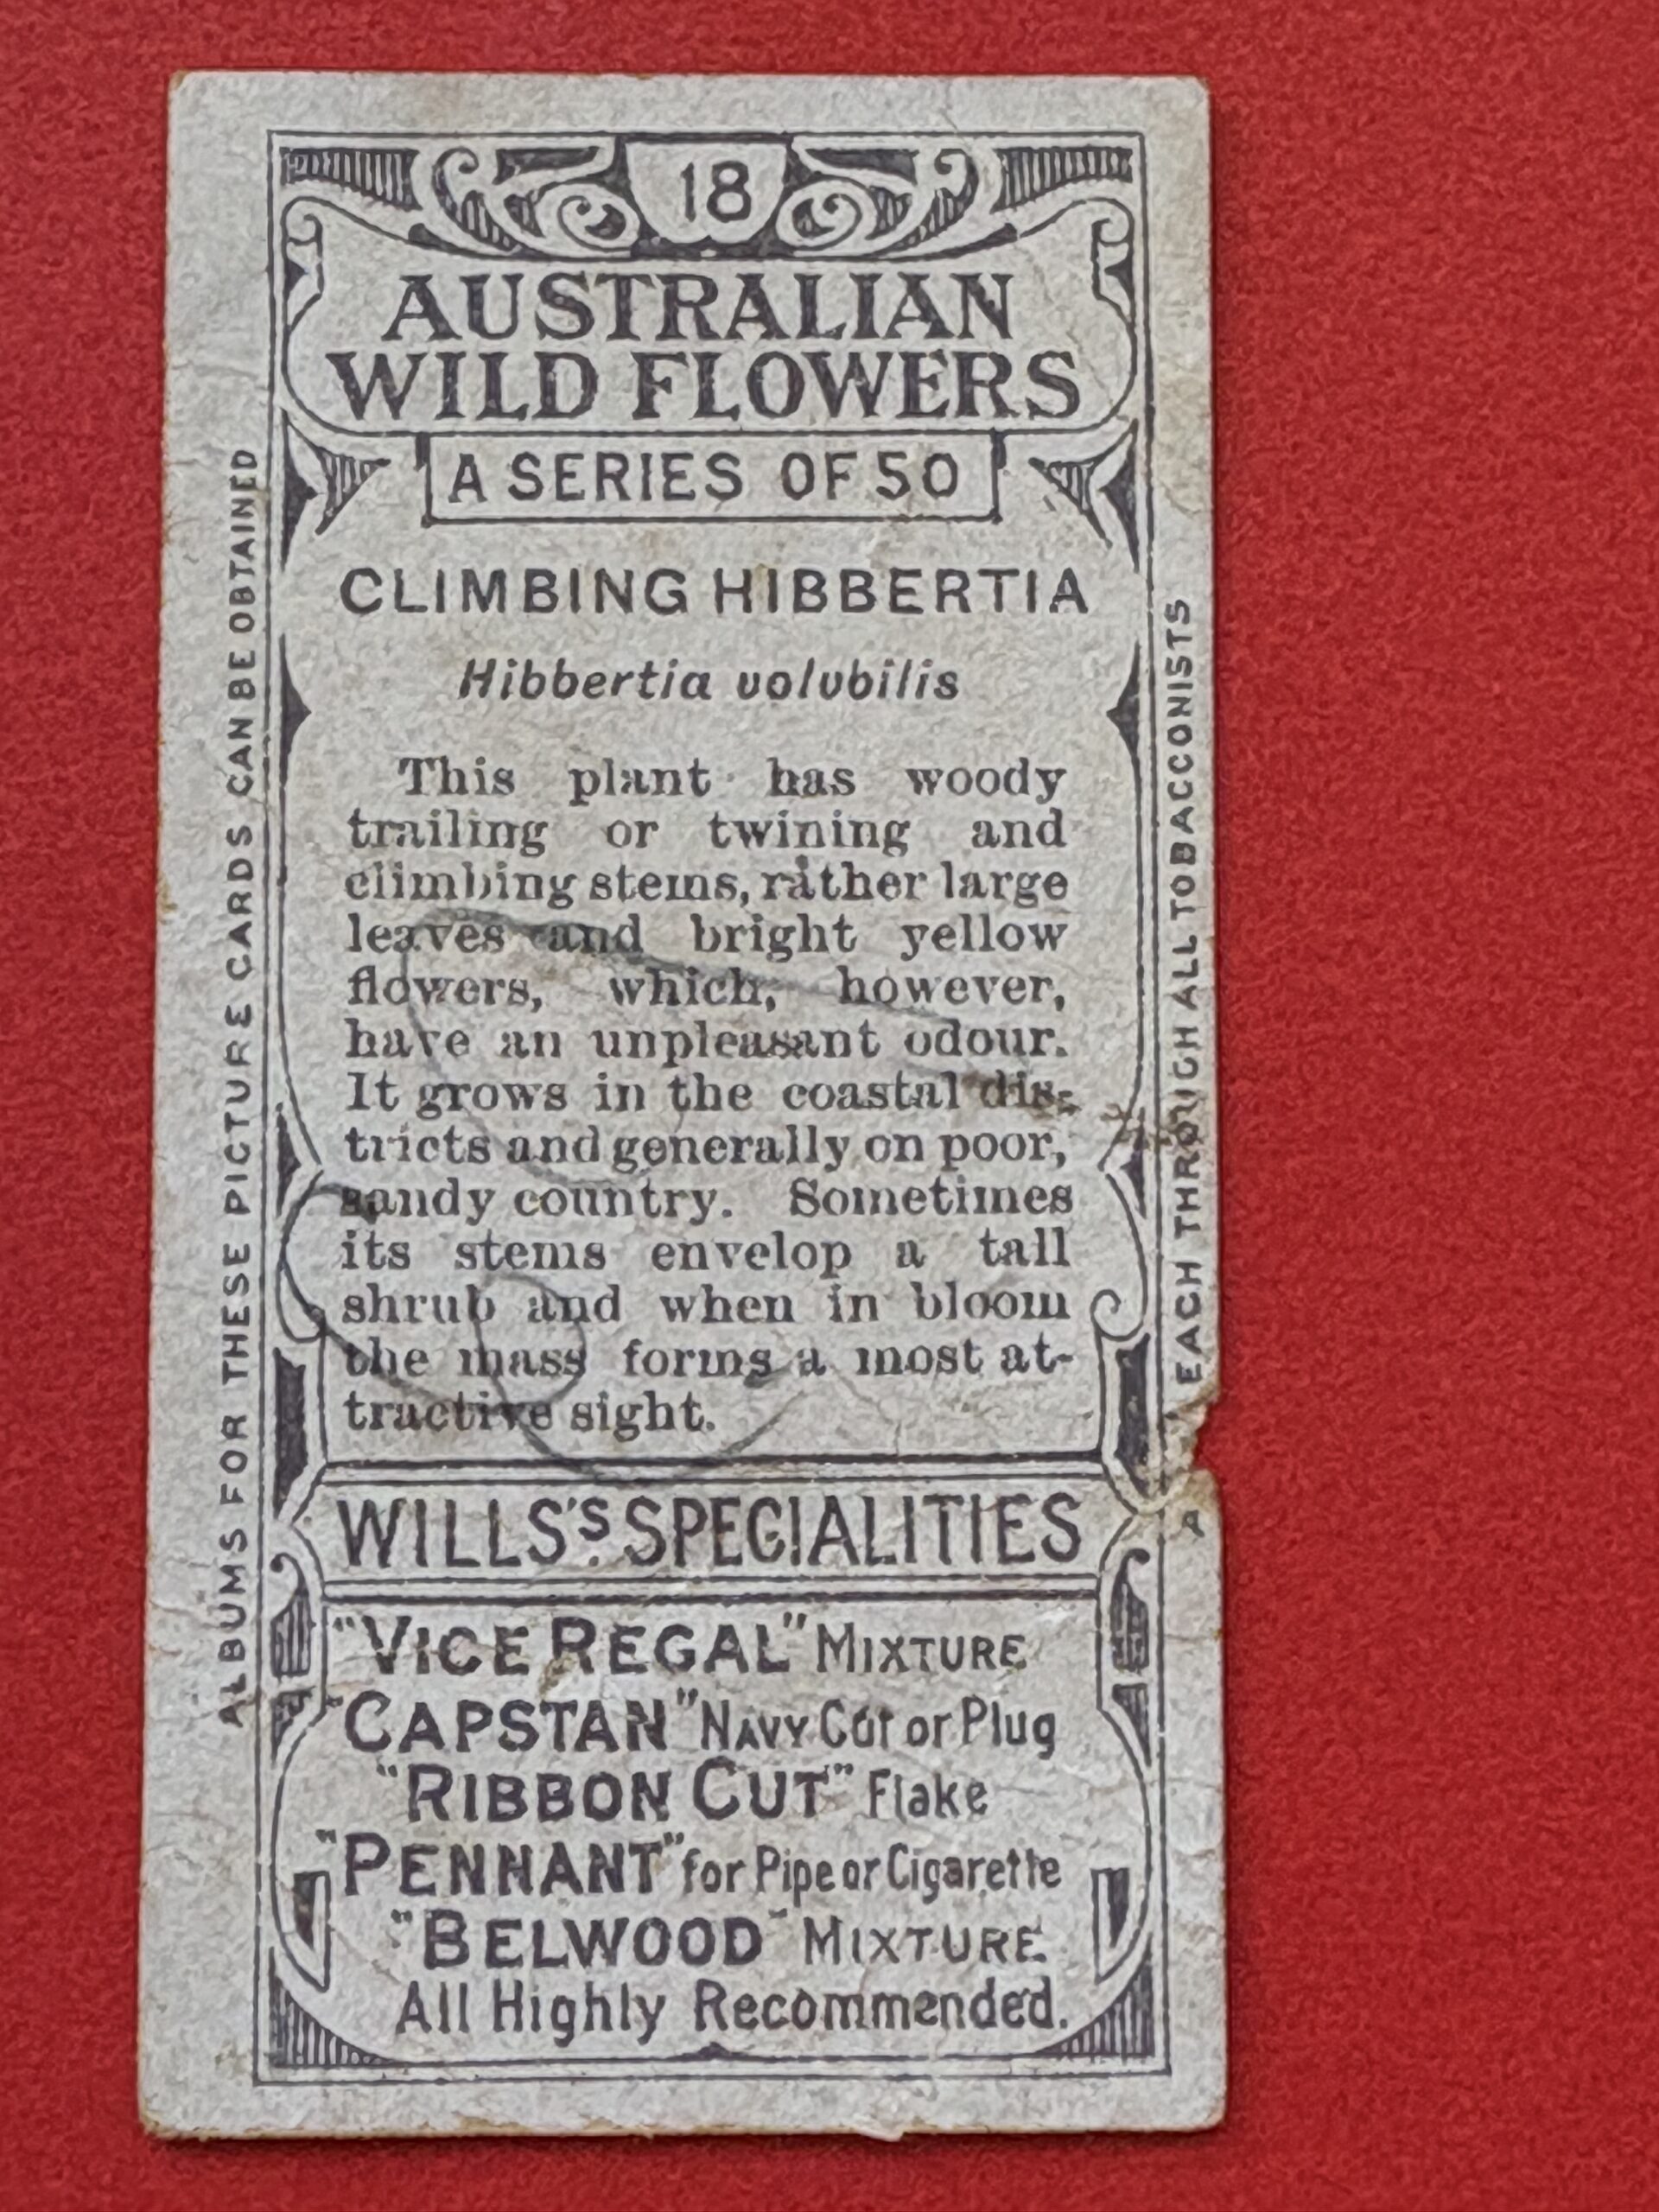 18
AUSTRALIAN
WILD FLOWERS
A SERIES OF 50
CLIMBING HIBBERTIA
Hibbertia volubilis
This plant has woody
trailing or twining and
climbing stems, rather large
leaves and bright yellow
flowers, which, however,
have an unpleasant odour.
It grows in the coastal dis-
tricts and generally on poor,
sandy country. Sometimes
its stems envelop a tall
shrub and when in bloom
the mass forms a most at-
tractive sight.
WILLS'S SPECIALITIES
"VICE REGAL" MIXTURE
"CAPSTAN" NAVY Cut or Plug
"RIBBON CUT" Flake
"PENNANT" for Pipe or Cigarette
"BELWOOD" MIXTURE
All Highly Recommended.
ALBUMS FOR THESE PICTURE CARDS CAN BE OBTAINED
EACH THROUGH ALL TOBACCONISTS